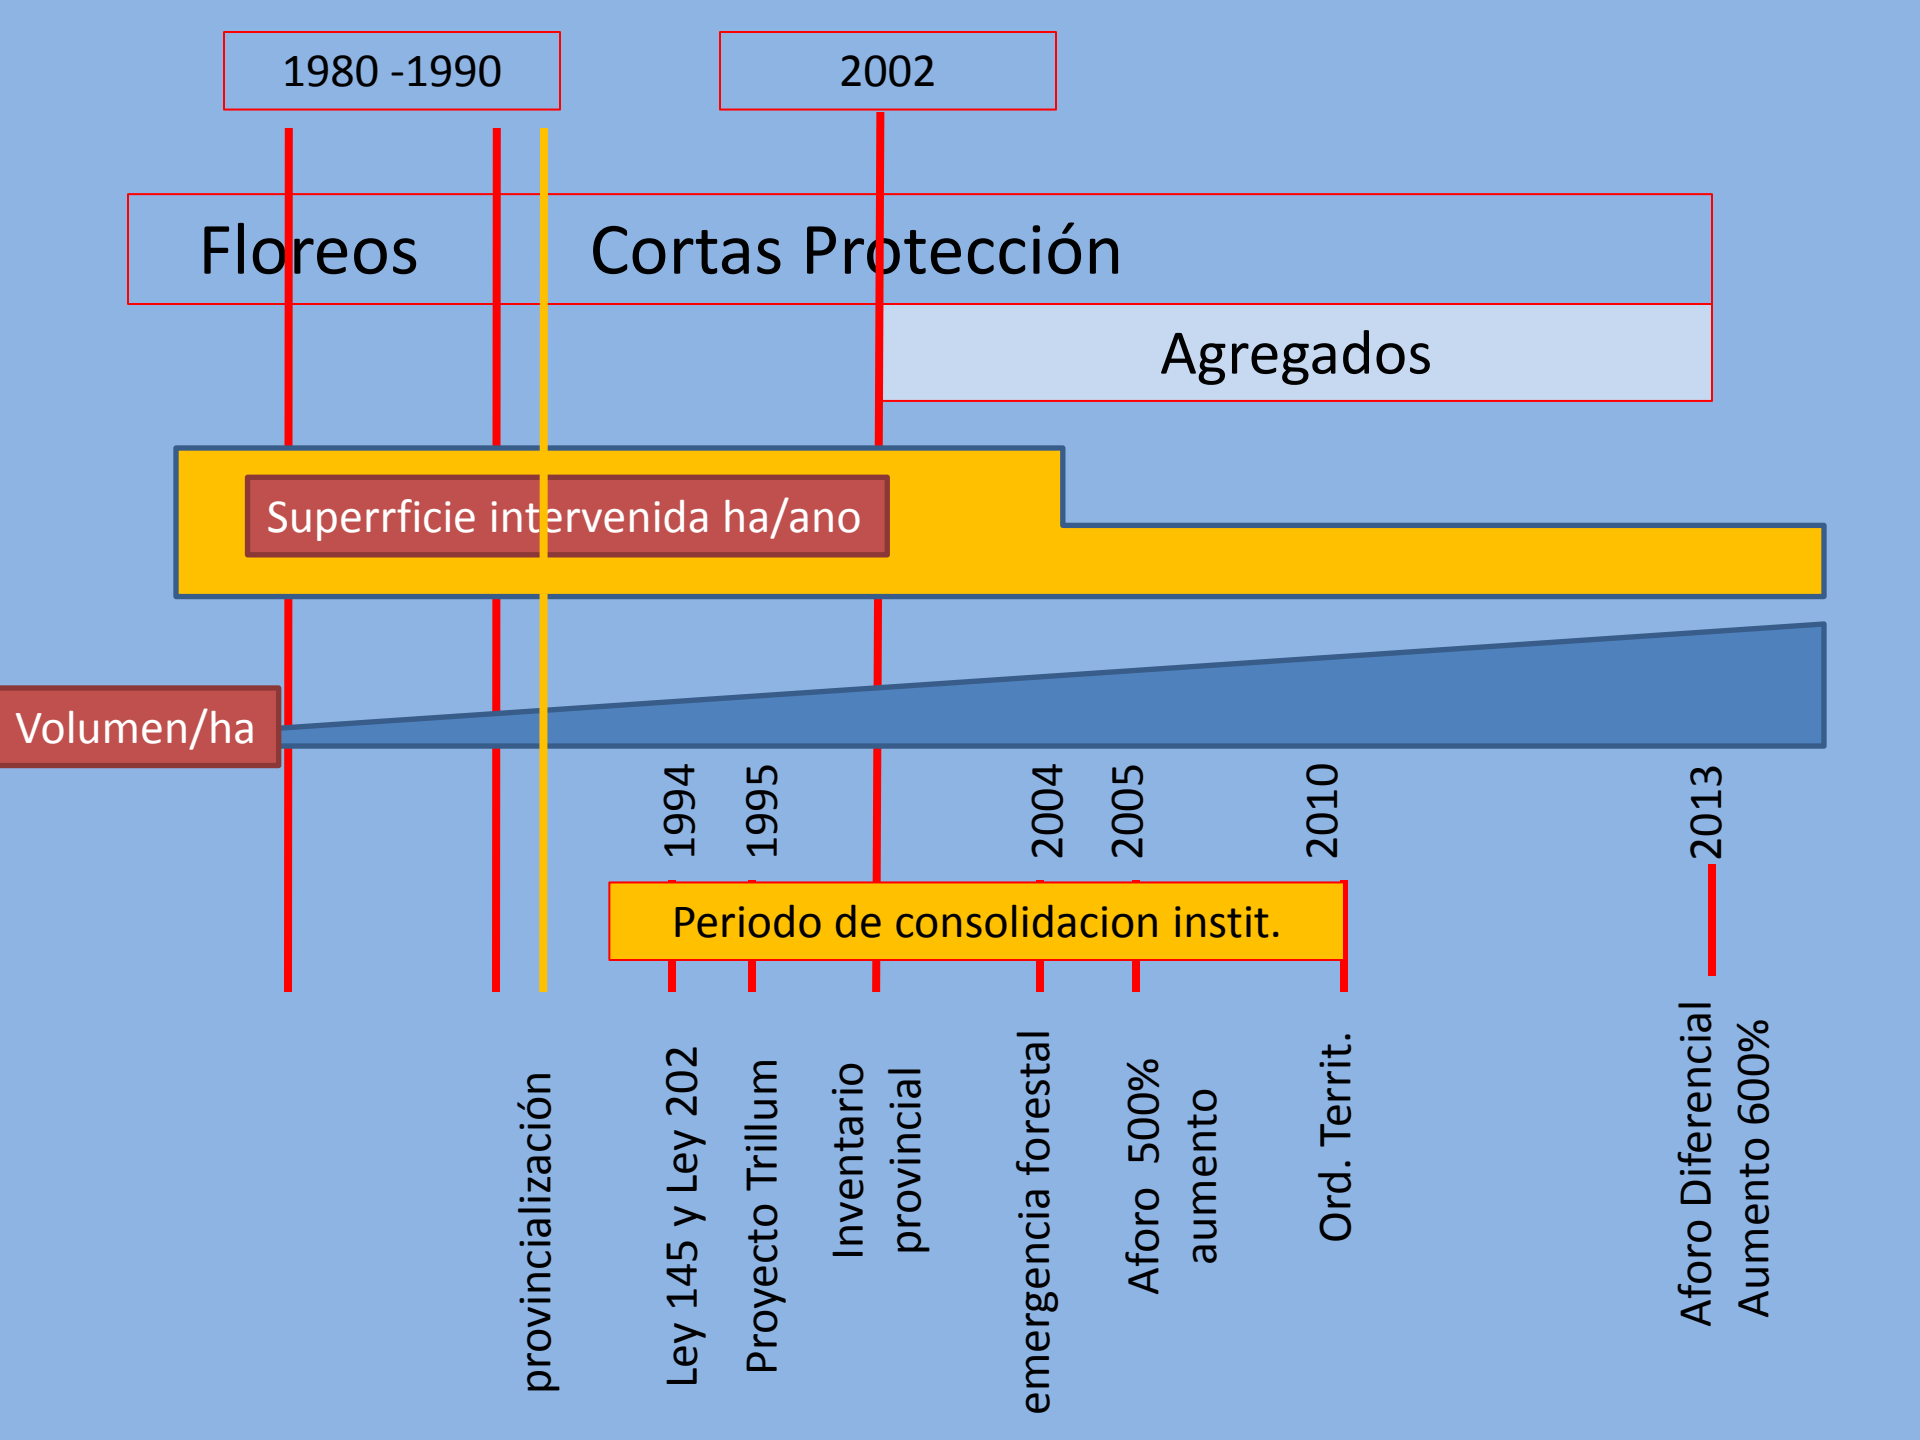 1980 -1990
2002
Floreos
Cortas Protección
Agregados
Superrficie intervenida ha/ano
Volumen/ha
1994
1995
2004
2005
2010
2013
Periodo de consolidacion instit.
provincialización
Ley 145 y Ley 202
Proyecto Trillum
Inventario
provincial
emergencia forestal
Aforo 500%
aumento
Ord. Territ.
Aforo Diferencial
Aumento 600%